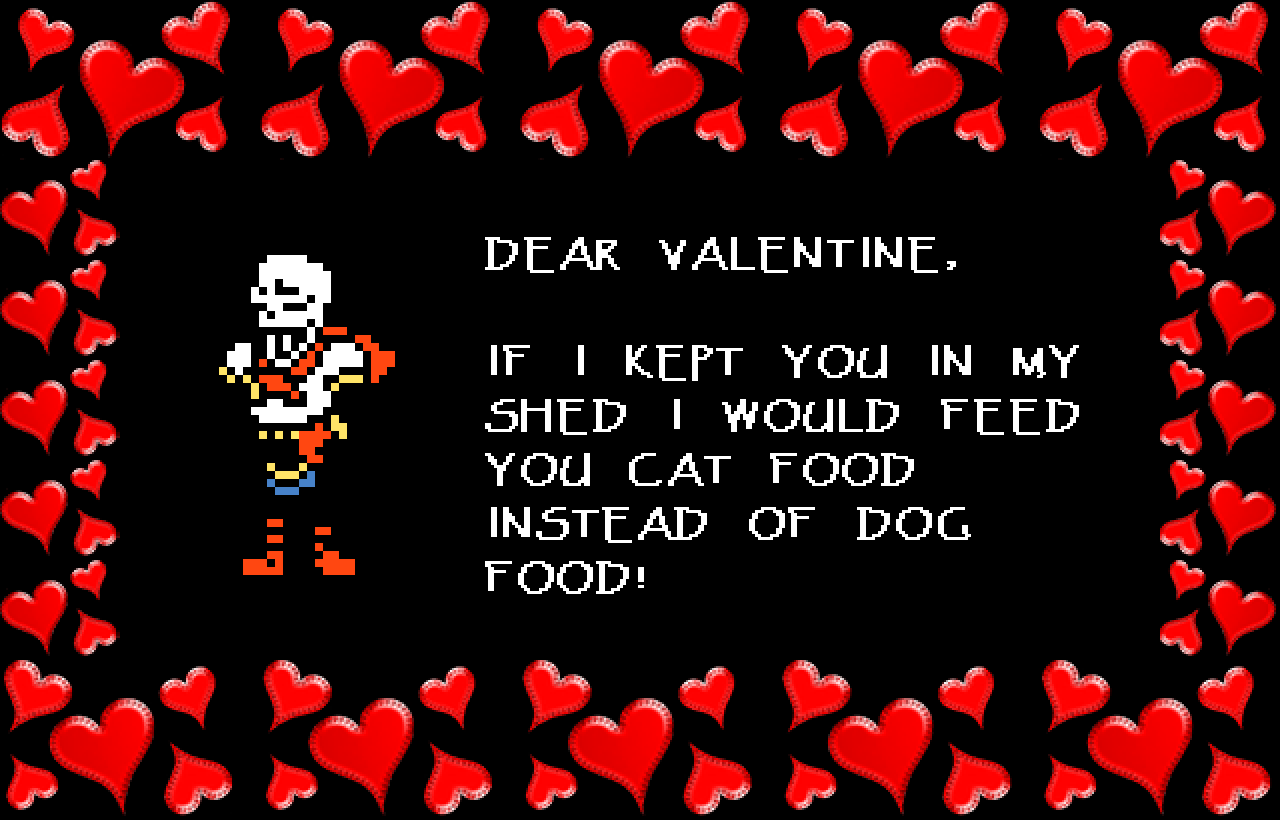 DEAR VALENTINE,
IF I KEPT YOU IN MY
SHED I WOULD FEED
YOU CAT FOOD
INSTEAD OF DOG
FOOD!